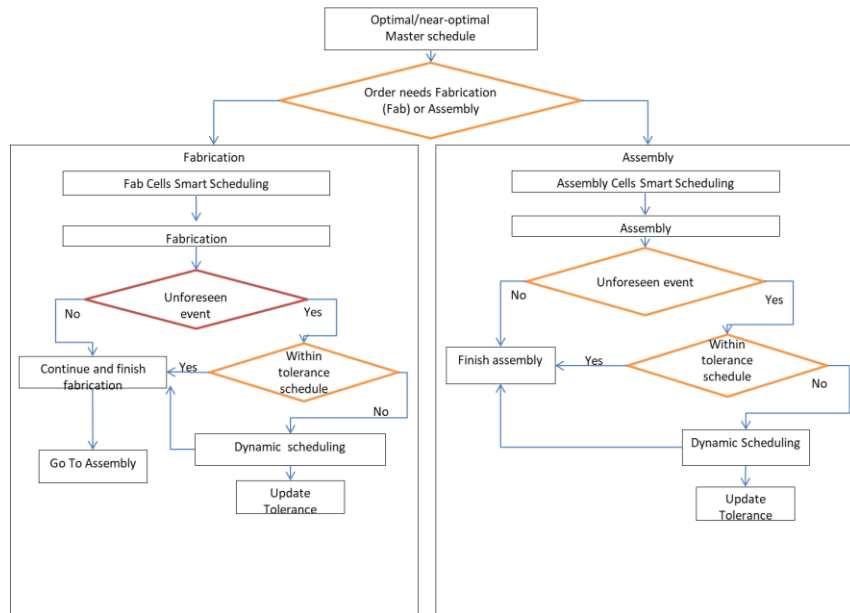 Optimal/near-optimal
Master schedule
Order needs Fabrication
(Fab) or Assembly
Fabrication
Fab Cells Smart Scheduling
Fabrication
Unforeseen
event
No
Yes
Continue and finish
fabrication
Yes
Within
tolerance
schedule
No
Go To Assembly
Dynamic scheduling
Update
Tolerance
Assembly
Assembly Cells Smart Scheduling
Assembly
Unforeseen event
No
Yes
Finish assembly
Yes
Within
tolerance
schedule
No
Dynamic Scheduling
Update
Tolerance